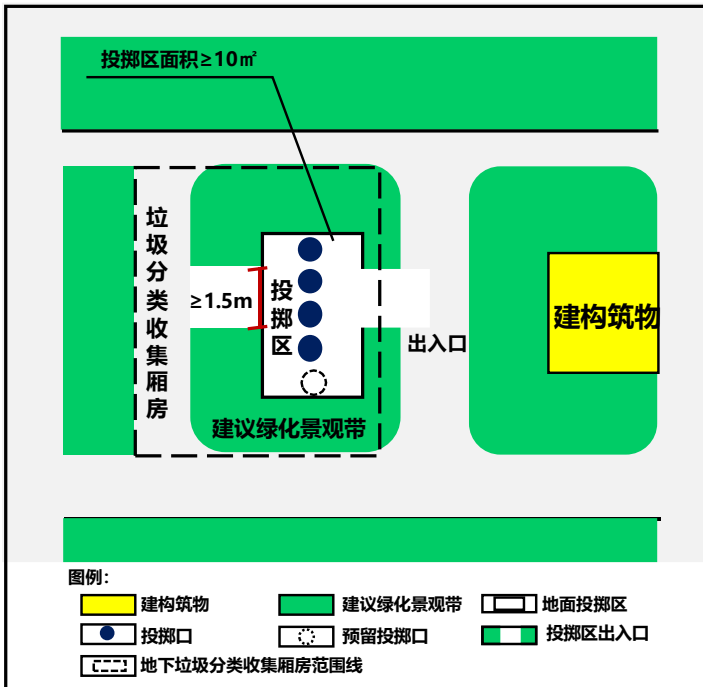 投掷区面积≥10㎡
垃圾分类收集厢房
≥1.5m
投掷区
出入口
建构筑物
建议绿化景观带
图例：
建构筑物
建议绿化景观带
地面投掷区
投掷口
预留投掷口
投掷区出入口
地下垃圾分类收集厢房范围线